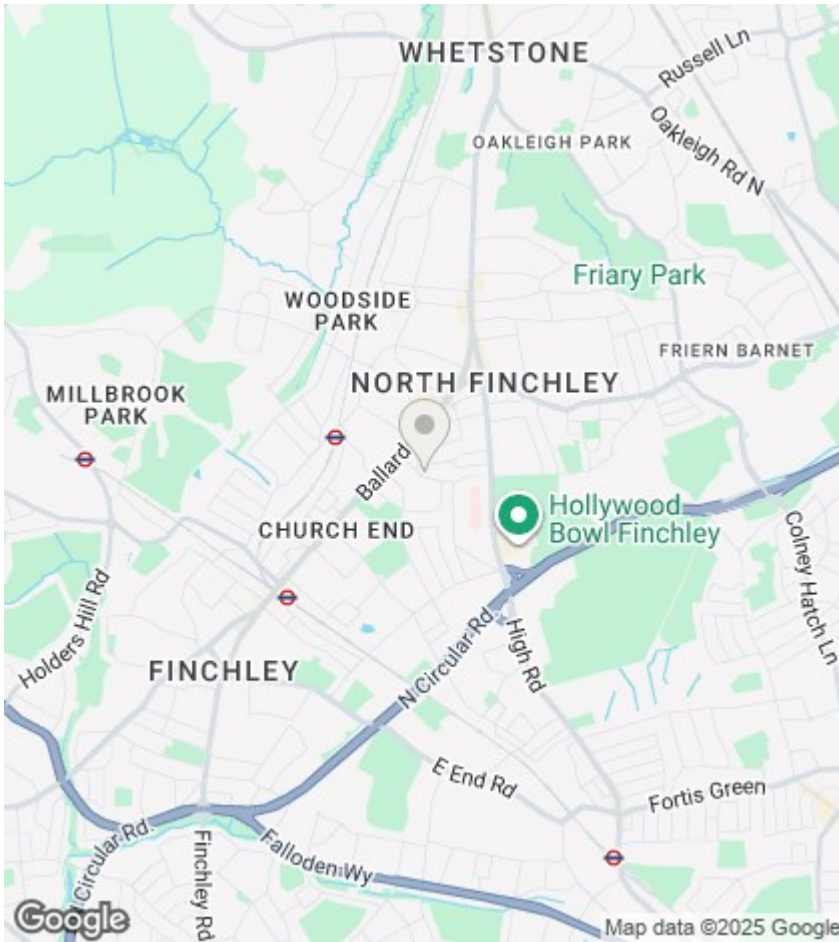 WHETSTONE
Russell Ln
OAKLEIGH PARK
Oakleigh Rd N
Friary Park
WOODSIDE
PARK
FRIERN BARNET
NORTH FINCHLEY
MILLBROOK
PARK
Ballard
Hollywood
Bowl Finchley
CHURCH END
Colney Hatch Ln
Holders Hill Rd
N Circular Rd
High Rd
FINCHLEY
E End Rd
Fortis Green
Circular Rd
Finchley Rd
Falloden Wy
Google
Map data ©2025 Google